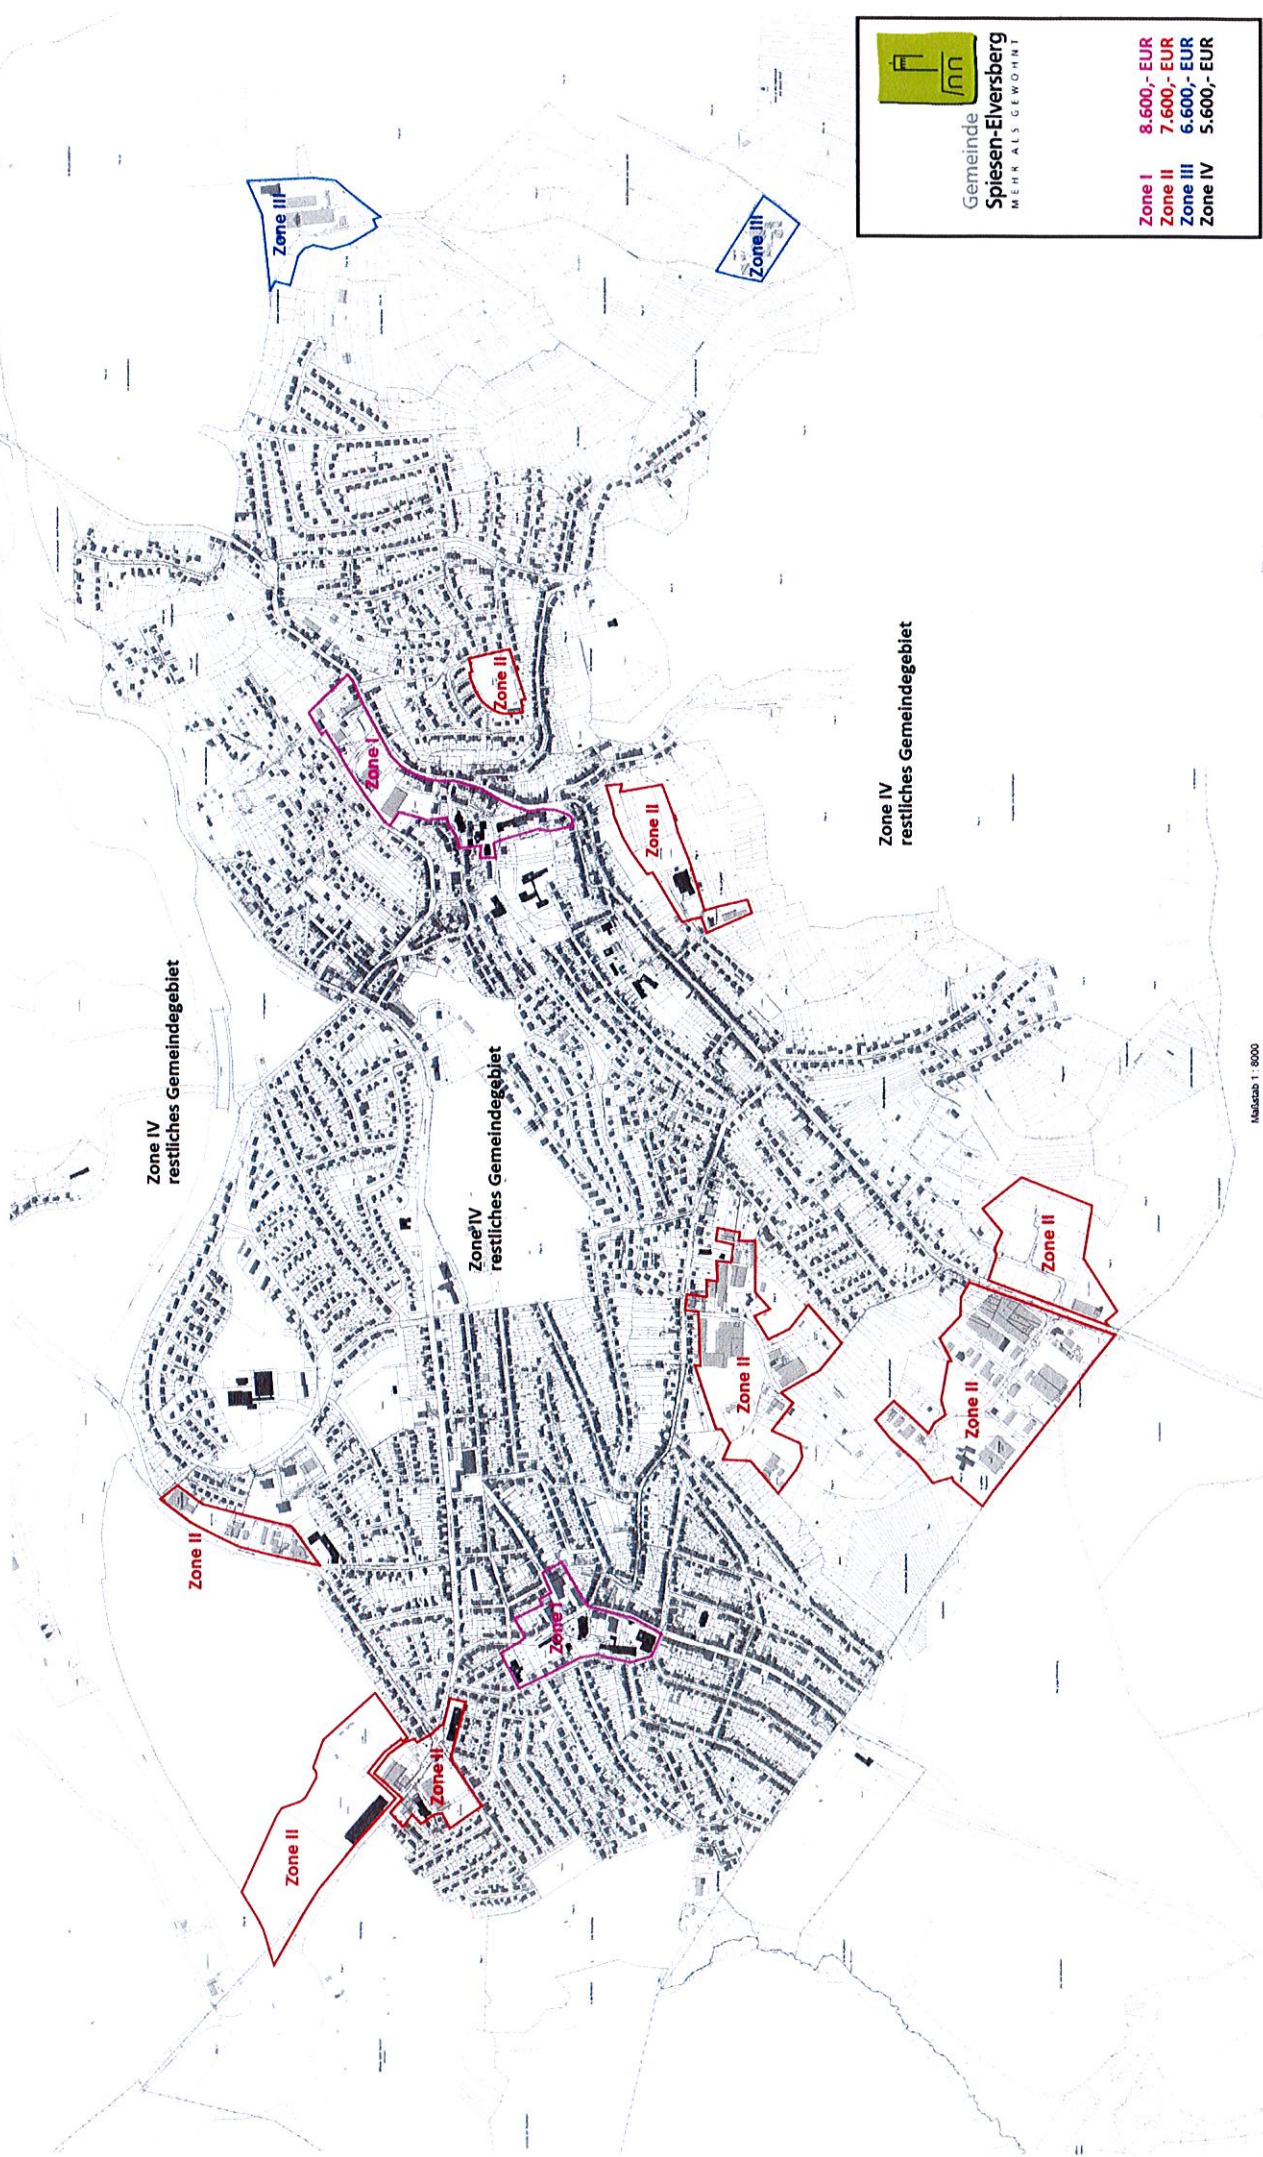 Gemeinde
Spiesen-Elversberg
MEHR ALS GEWOHNT
Zone I 8.600,- EUR
Zone II 7.600,- EUR
Zone III 6.600,- EUR
Zone IV 5.600,- EUR
Zone II
Zone II
Zone II
Zone II
Zone I
Zone IV
restliches Gemeindegebiet
Zone IV
restliches Gemeindegebiet
Zone I
Zone II
Zone III
Zone III
Zone II
Zone IV
restliches Gemeindegebiet
Zone II
Zone II
Zone II
Maßstab 1 : 8000